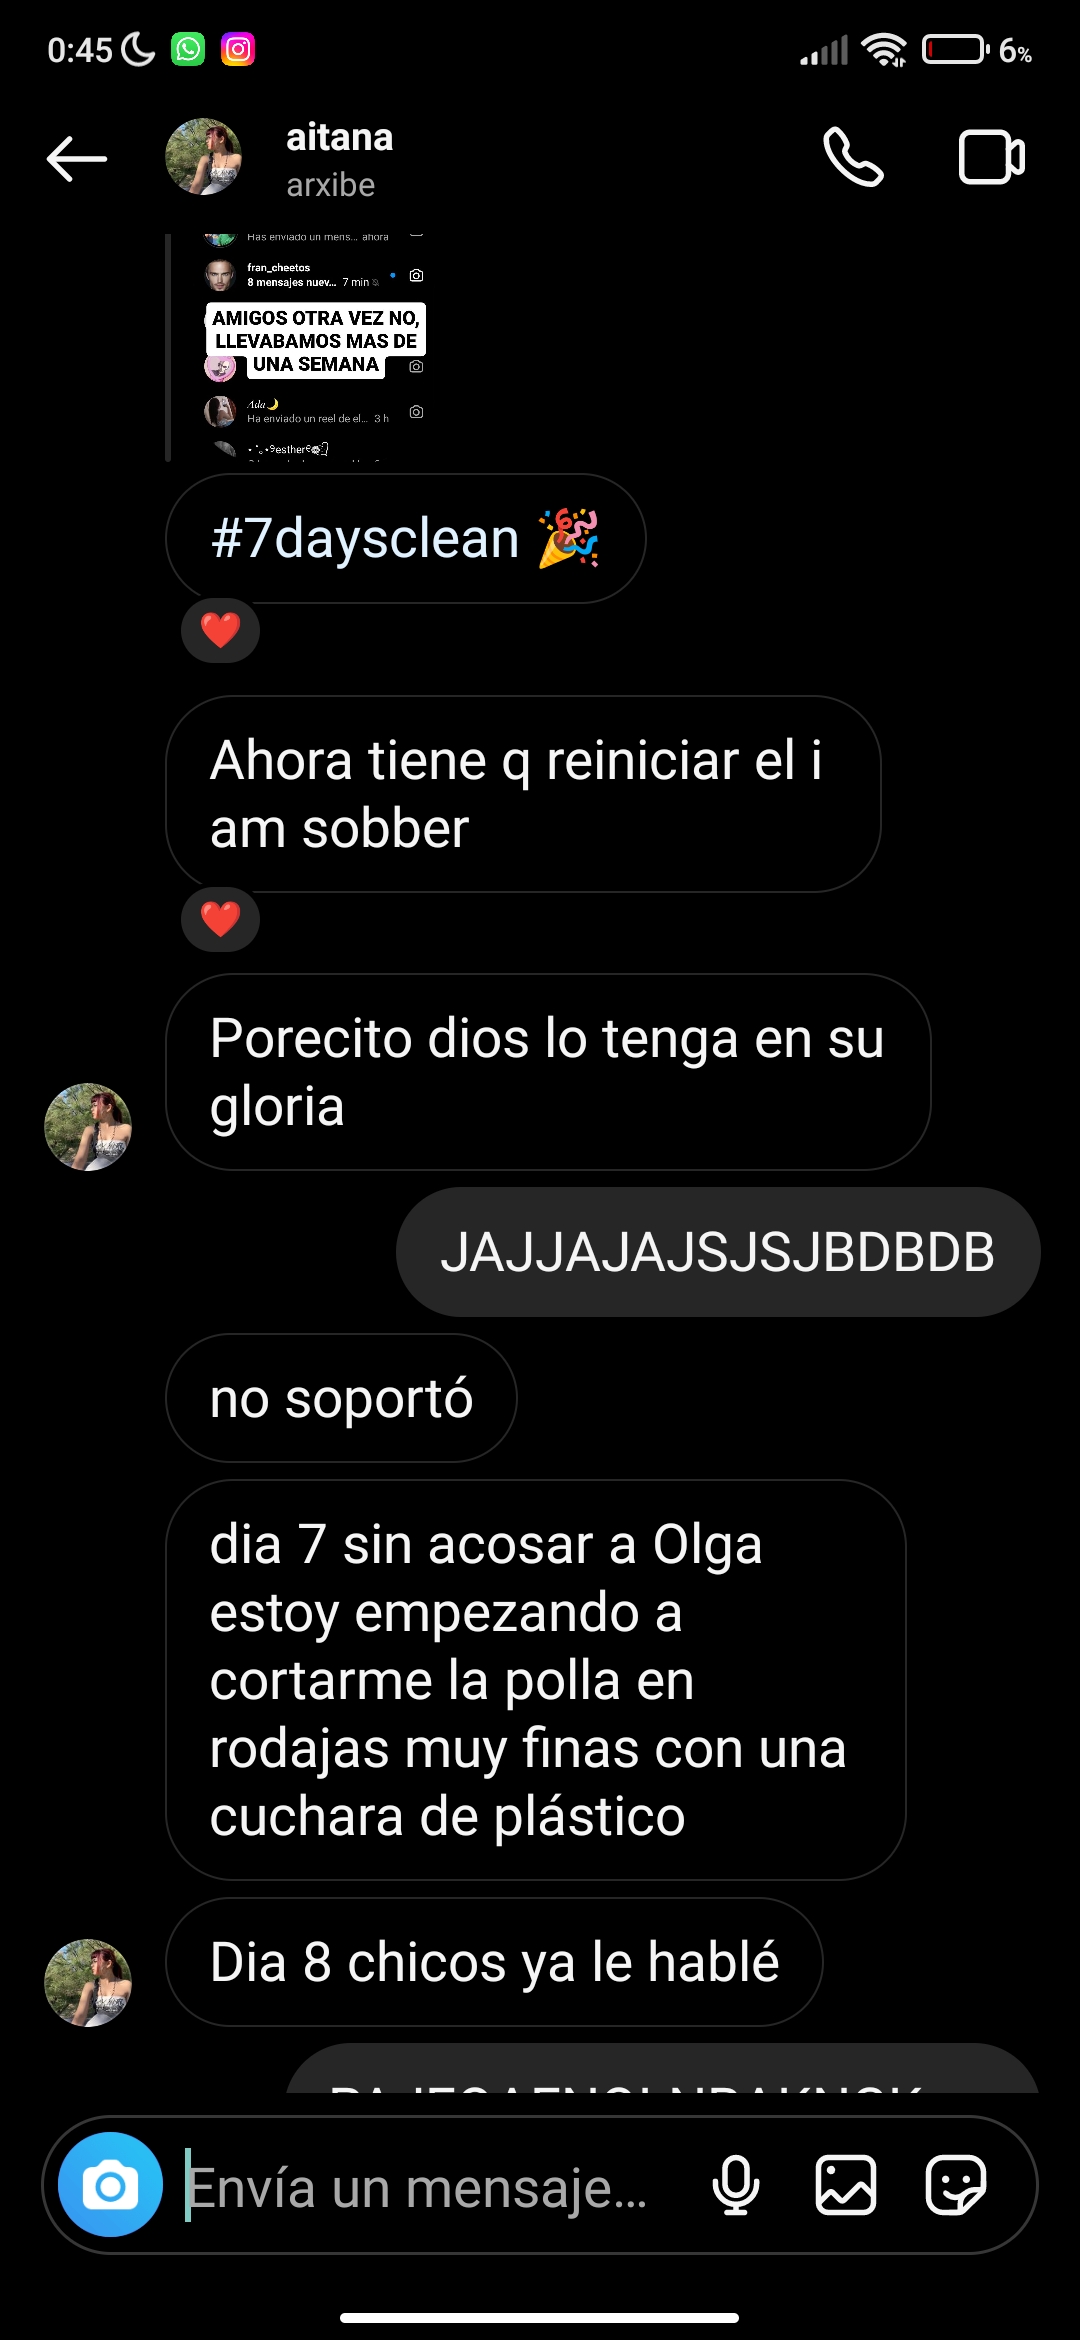 0:45
6%
aitana
arxibe
Has enviado un mens... ahora
fran_cheetos
8 mensajes nuev... 7 min
AMIGOS OTRA VEZ NO,
LLEVABAMOS MAS DE
UNA SEMANA
Ada🌙
Ha enviado un reel de el... 3 h
#7daysclean 🎉
❤️
Ahora tiene q reiniciar el i
am sobber
❤️
Porecito dios lo tenga en su
gloria
JAJJAJAJSJSJBDBDB
no soportó
dia 7 sin acosar a Olga
estoy empezando a
cortarme la polla en
rodajas muy finas con una
cuchara de plástico
Dia 8 chicos ya le hablé
Envía un mensaje...